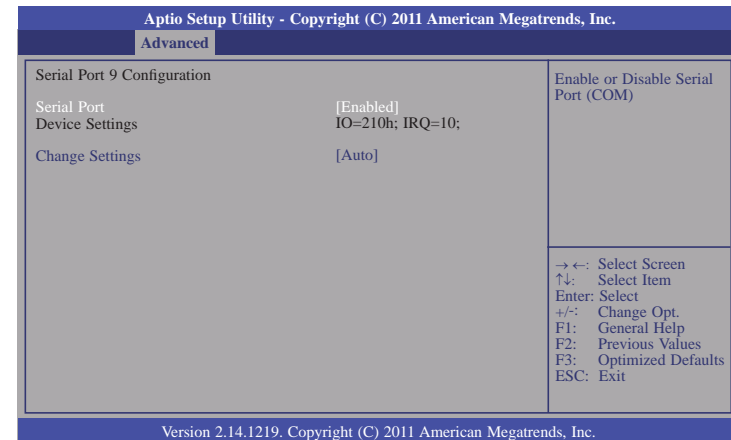 Aptio Setup Utility - Copyright (C) 2011 American Megatrends, Inc.
Advanced
Serial Port 9 Configuration
Serial Port [Enabled]
Device Settings IO=210h; IRQ=10;
Change Settings [Auto]
Enable or Disable Serial
Port (COM)
→ ←: Select Screen
↑↓: Select Item
Enter: Select
+/-: Change Opt.
F1: General Help
F2: Previous Values
F3: Optimized Defaults
ESC: Exit
Version 2.14.1219. Copyright (C) 2011 American Megatrends, Inc.